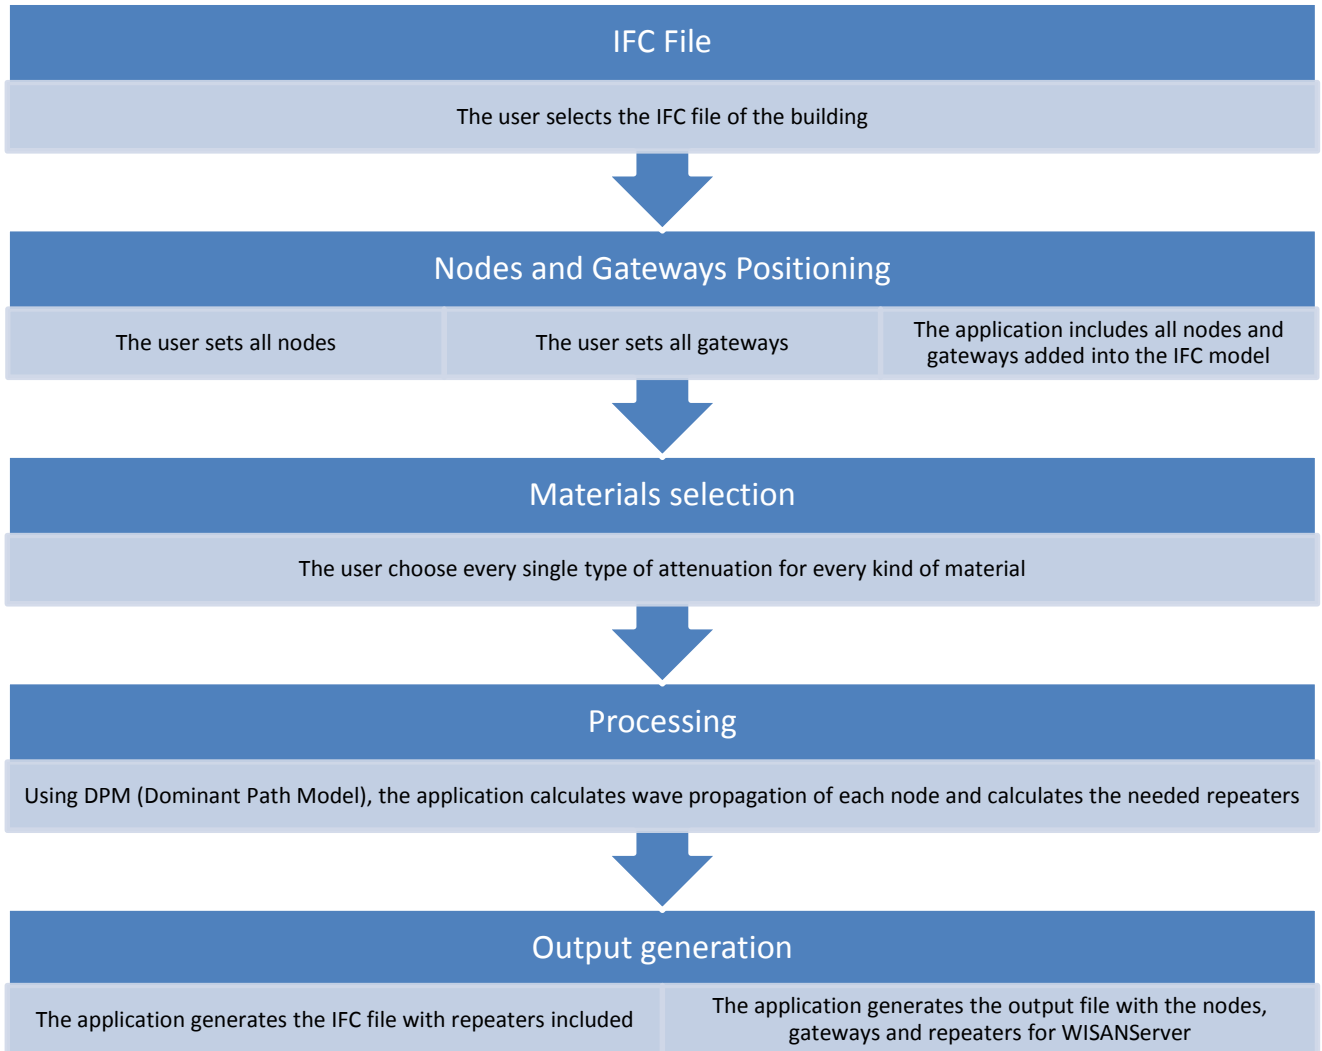 IFC File
The user selects the IFC file of the building
Nodes and Gateways Positioning
The user sets all nodes
The user sets all gateways
The application includes all nodes and
gateways added into the IFC model
Materials selection
The user choose every single type of attenuation for every kind of material
Processing
Using DPM (Dominant Path Model), the application calculates wave propagation of each node and calculates the needed repeaters
Output generation
The application generates the IFC file with repeaters included
The application generates the output file with the nodes,
gateways and repeaters for WISANServer